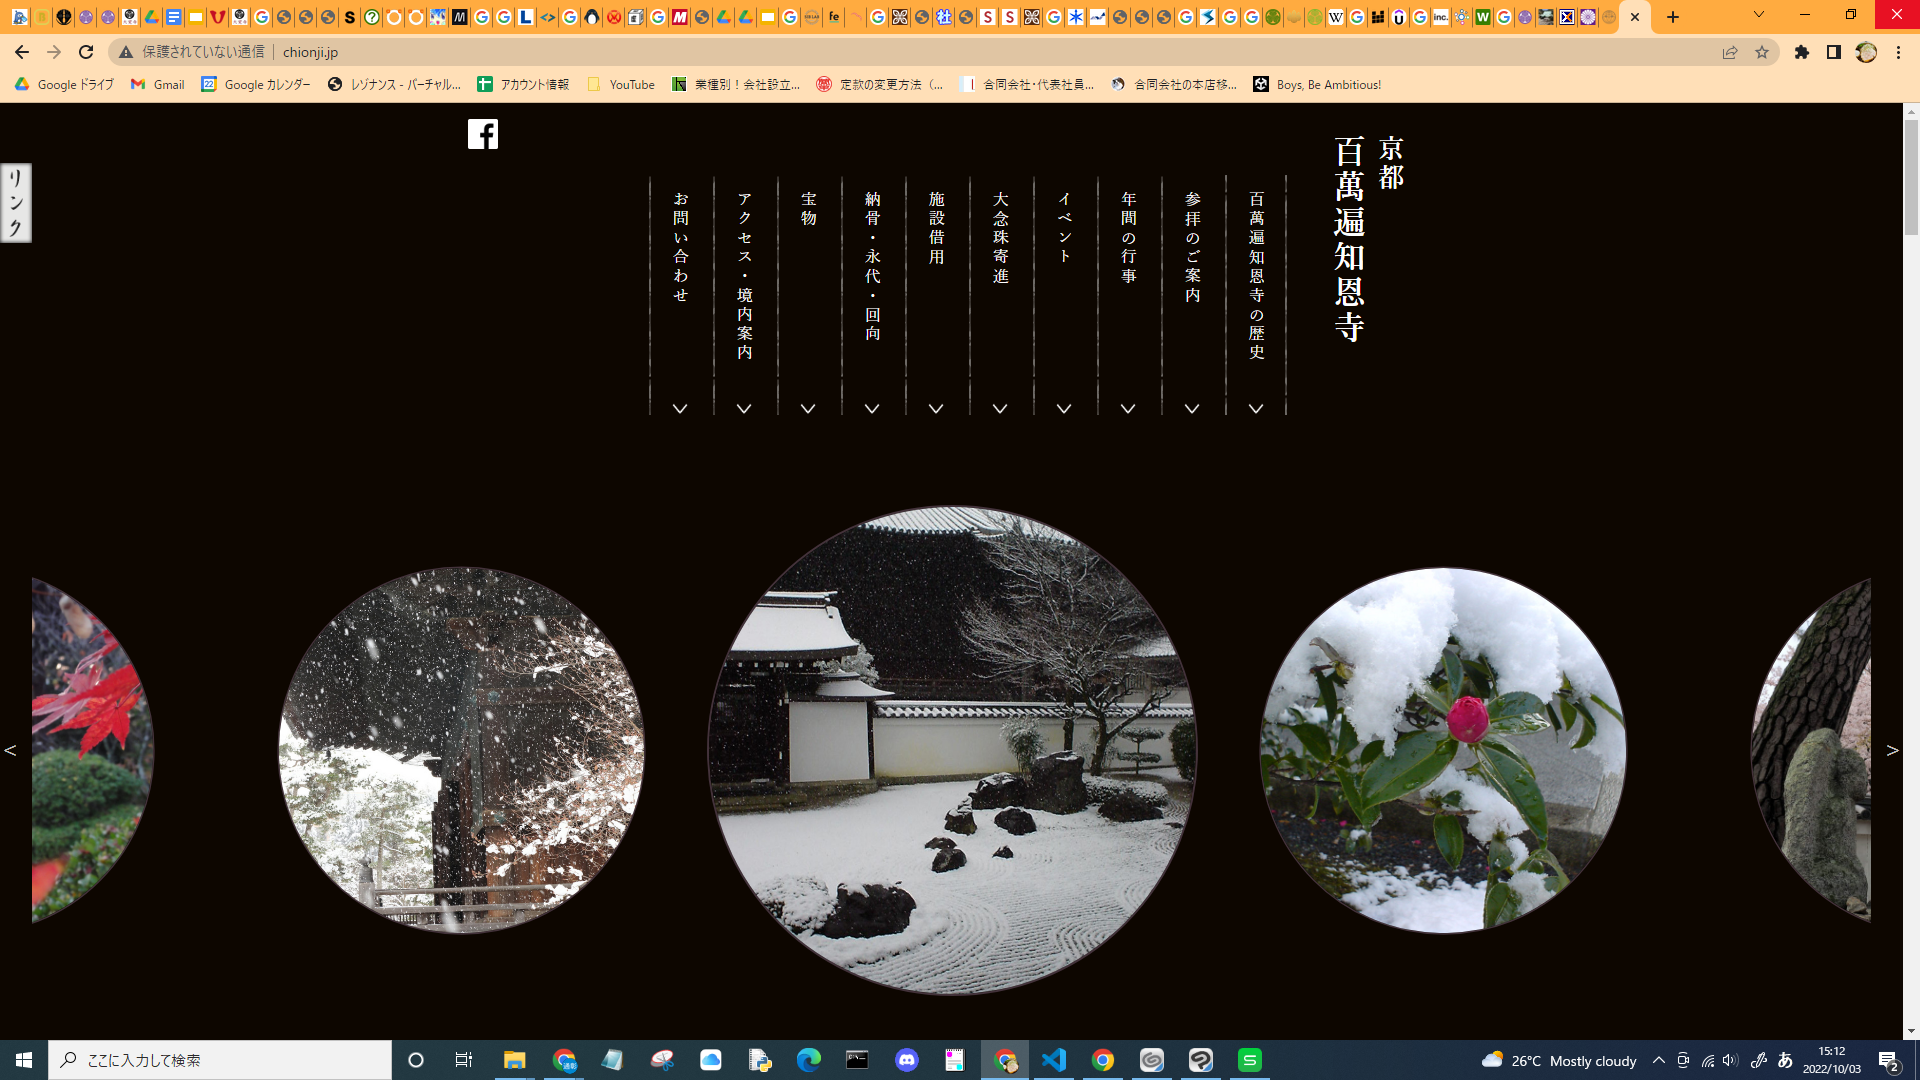 保護されていない通信
chionji.jp
Google ドライブ
Gmail
Google カレンダー
レゾナンス - バーチャル...
アカウント情報
YouTube
業種別！会社設立...
定款の変更方法（...
合同会社・代表社員...
合同会社の本店移...
Boys, Be Ambitious!
リンク
京都
百萬遍知恩寺
百萬遍知恩寺の歴史
参拝のご案内
年間の行事
イベント
大念珠寄進
施設借用
納骨・永代・回向
宝物
アクセス・境内案内
お問い合わせ
<
>
ここに入力して検索
26°C Mostly cloudy
あ
15:12
2022/10/03
2